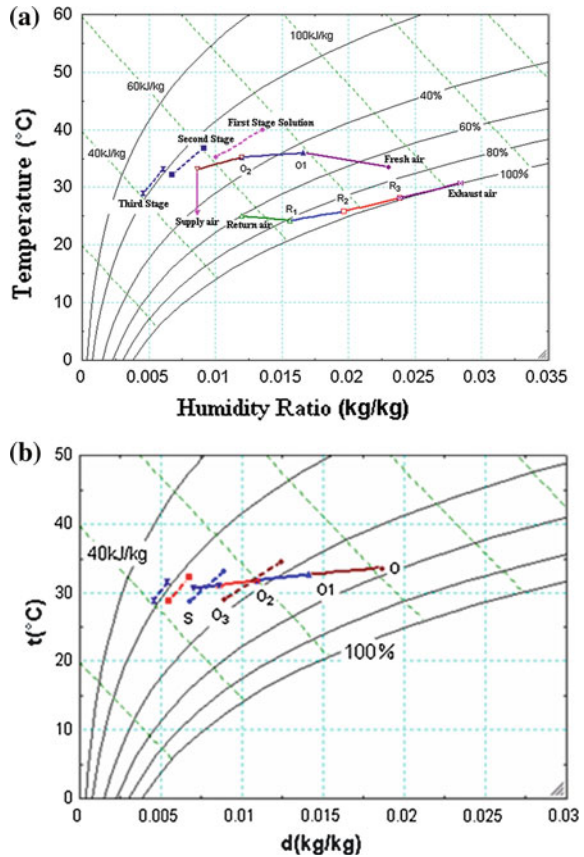 (a)
60
50
40
30
20
10
0
Temperature (°C)
100kJ/kg
60kJ/kg
40kJ/kg
40%
60%
80%
100%
First Stage Solution
Second Stage
Third Stage
O2
O1
Fresh air
R1
R2
R3
Exhaust air
Supply air
Return air
0 0.005 0.01 0.015 0.02 0.025 0.03 0.035
Humidity Ratio (kg/kg)
(b)
50
40
30
20
10
0
t(°C)
40kJ/kg
S
O3
O2
O1
O
100%
0 0.005 0.01 0.015 0.02 0.025 0.03
d(kg/kg)